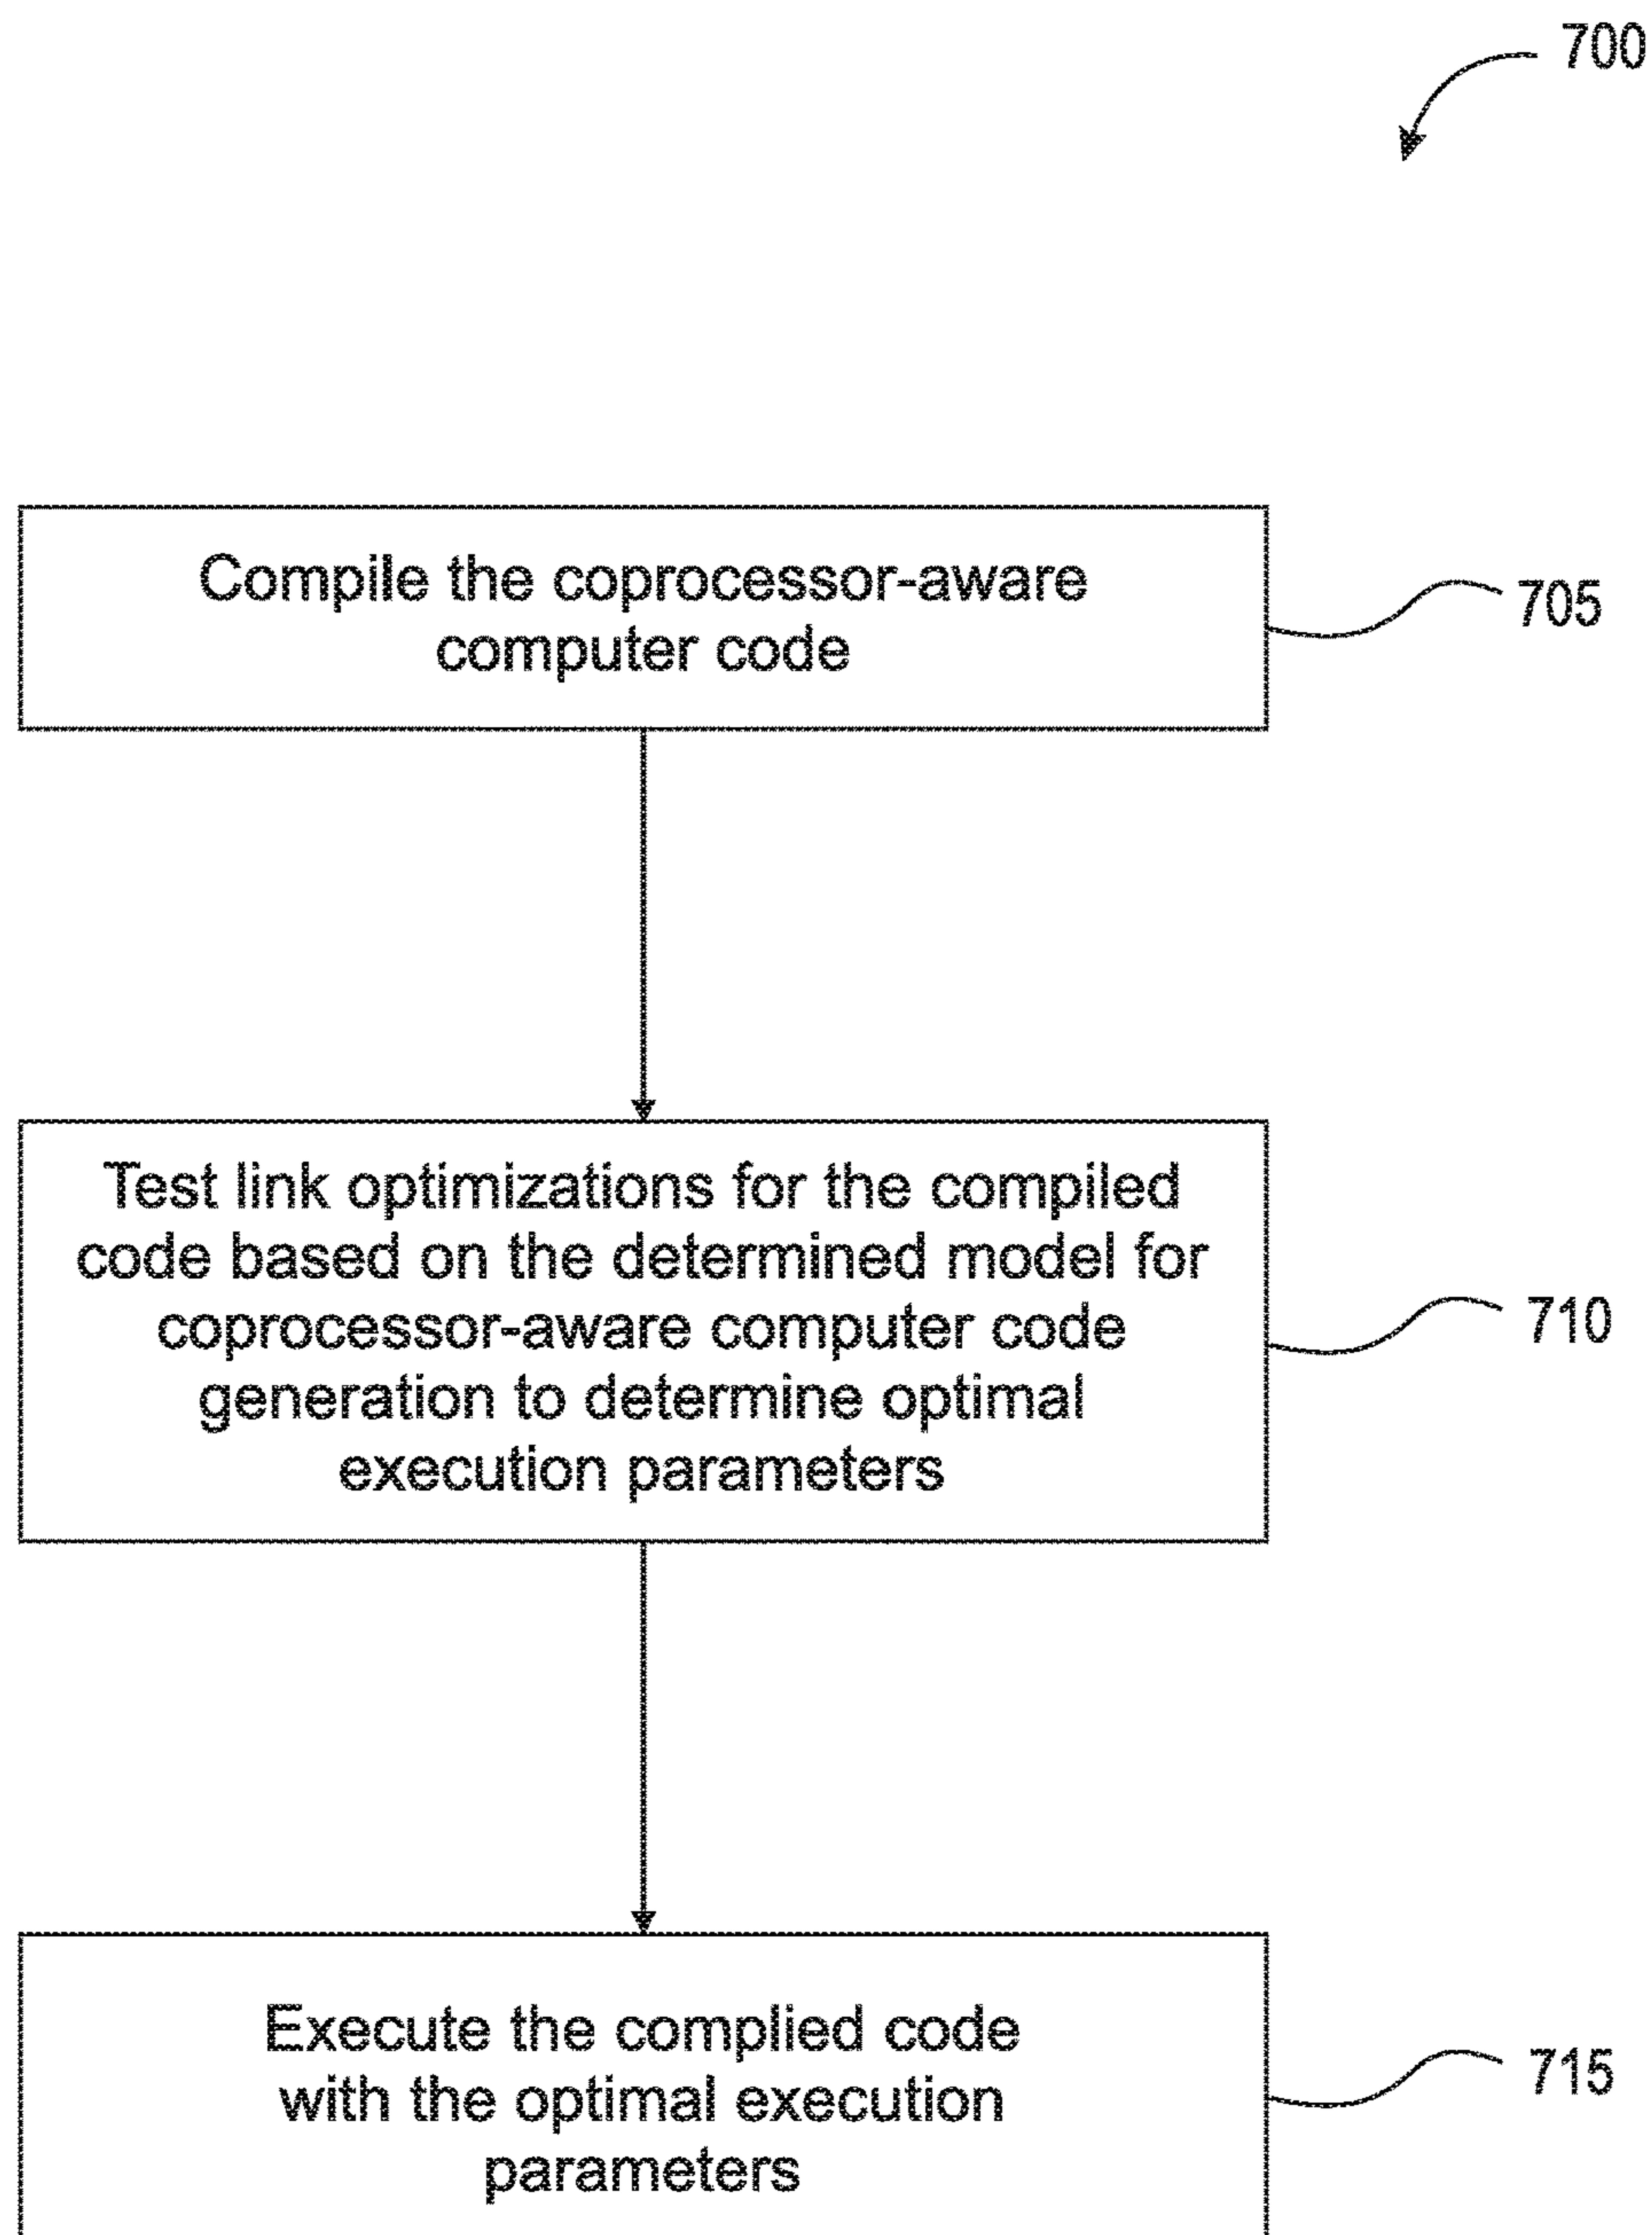 700
Compile the coprocessor-aware
computer code
705
Test link optimizations for the compiled
code based on the determined model for
coprocessor-aware computer code
generation to determine optimal
execution parameters
710
Execute the complied code
with the optimal execution
parameters
715